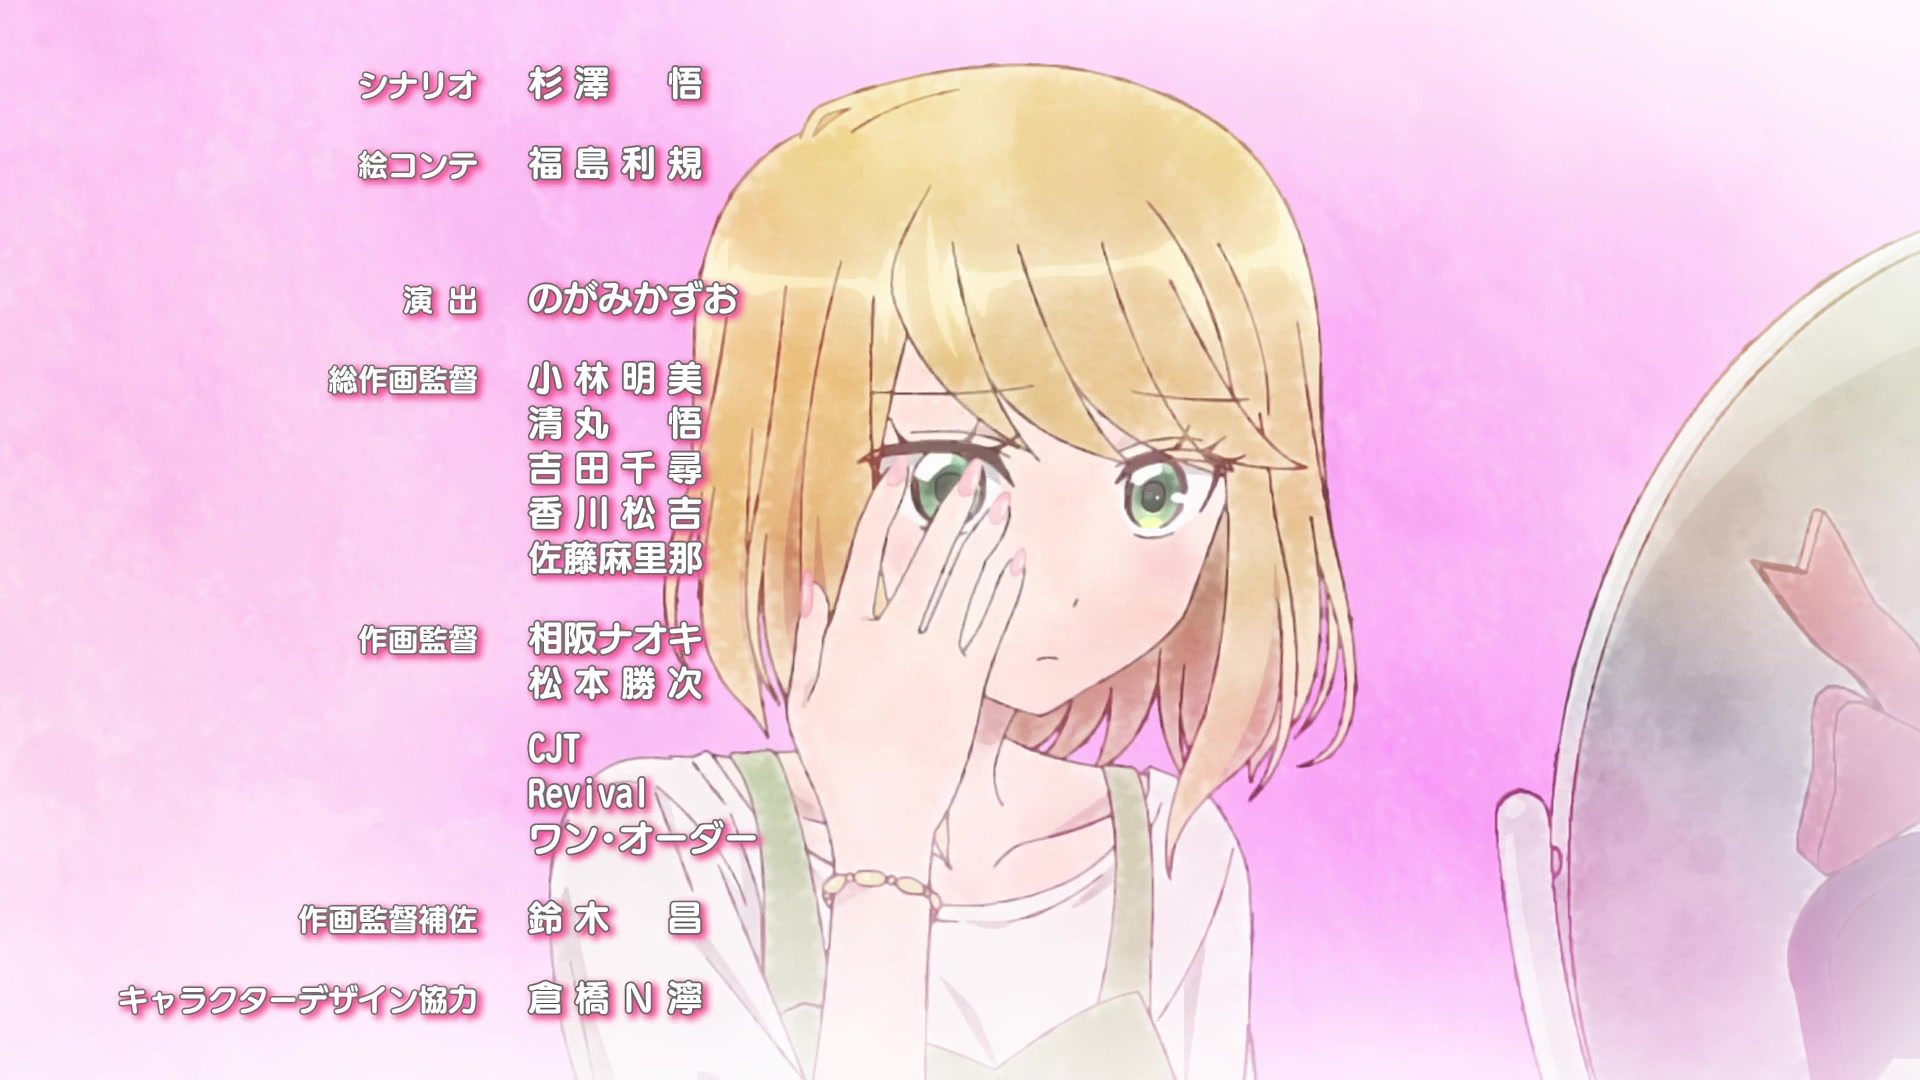 シナリオ 杉澤 悟
絵コンテ 福島利規
演出 のがみかずお
総作画監督 小林明美
清丸 悟
吉田千尋
香川松吉
佐藤麻里那
作画監督 相阪ナオキ
松本勝次
CJT
Revival
ワン・オーダー
作画監督補佐 鈴木 昌
キャラクターデザイン協力 倉橋N濘